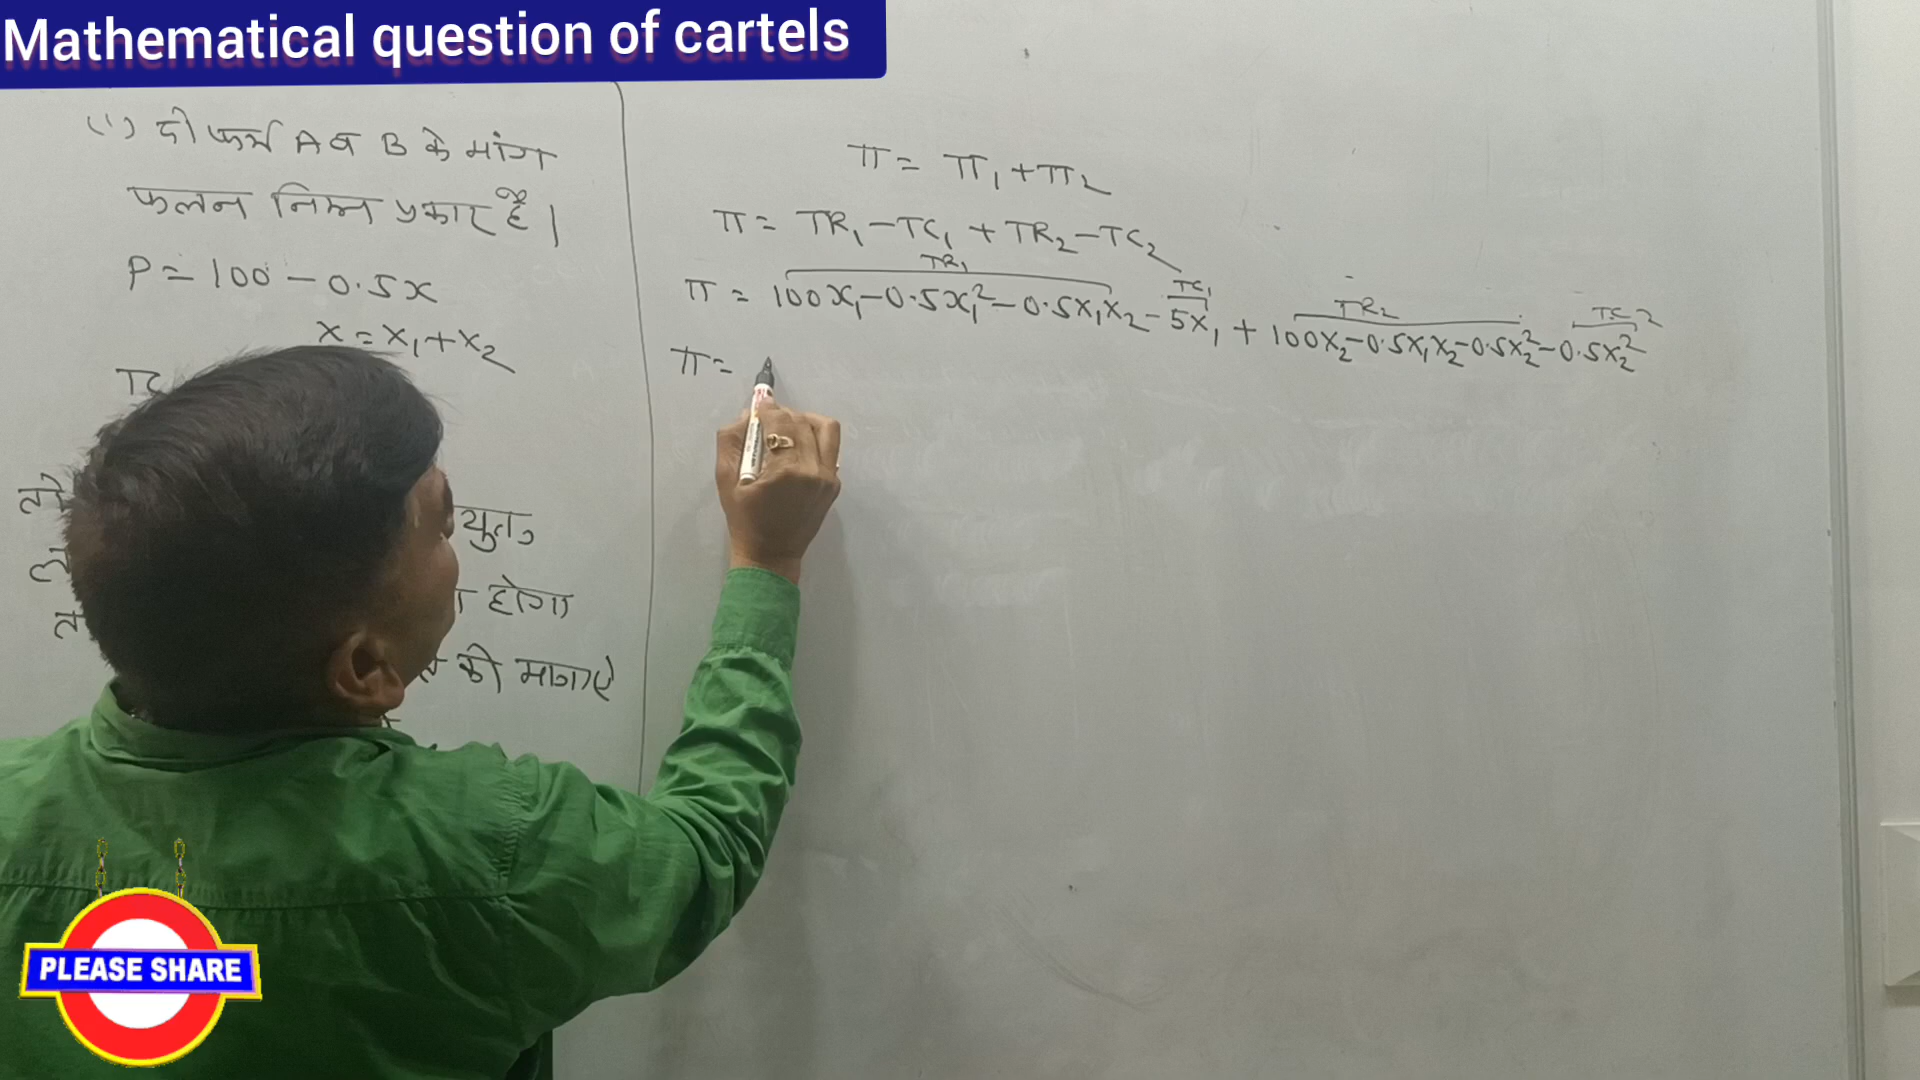 Mathematical question of cartels
(1) दो फर्म A व B के मांग
फलन निम्न प्रकार है।
P = 100 - 0.5x
x = x₁ + x₂
TC
युत,
होगा
की मात्राऐ
π = π₁ + π₂
π = TR₁ - TC₁ + TR₂ - TC₂
TR₁ TC₁ TR₂ TC2
π = 100x₁ - 0.5x₁² - 0.5x₁x₂ - 5x₁ + 100x₂ - 0.5x₁x₂ - 0.5x₂² - 0.5x₂²
π =
PLEASE SHARE